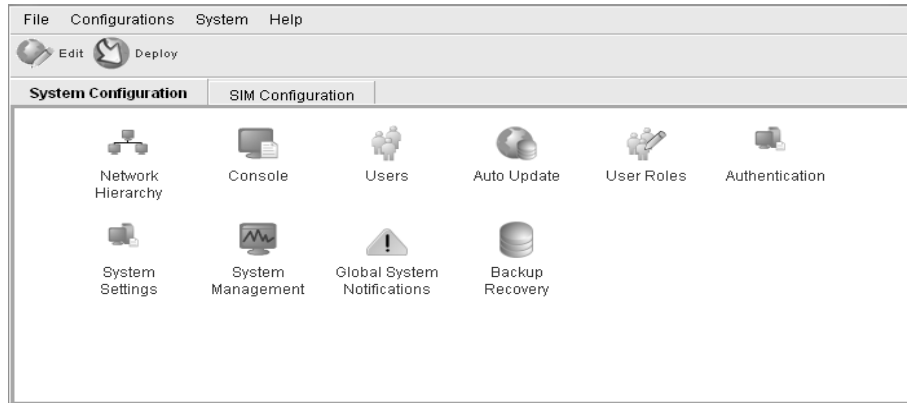 File Configurations System Help
Edit Deploy
System Configuration SIM Configuration
Network Hierarchy Console Users Auto Update User Roles Authentication
System Settings System Management Global System Notifications Backup Recovery